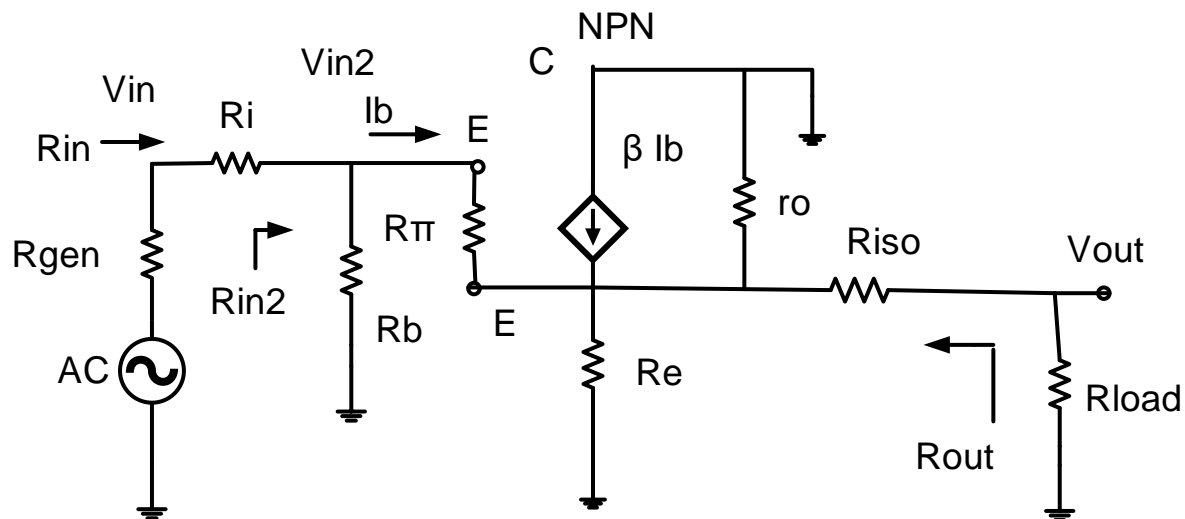 NPN
C
Vin2
Vin
Ib
E
Ri
Rin
β Ib
ro
Rπ
Riso
Vout
Rgen
Rin2
Rb
E
AC
Re
Rload
Rout